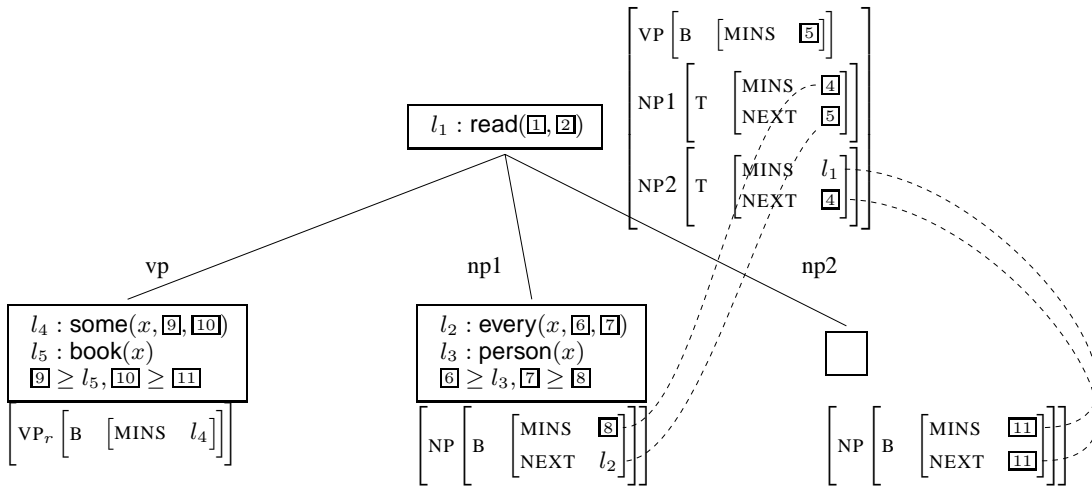 VP [B [MINS 5]]
NP1 [T [MINS 4
NEXT 5]]
NP2 [T [MINS l₁
NEXT 4]]
l₁ : read(1, 2)
vp
np1
np2
l₄ : some(x, 9, 10)
l₅ : book(x)
9 ≥ l₅, 10 ≥ 11
[VPᵣ [B [MINS l₄]]]
l₂ : every(x, 6, 7)
l₃ : person(x)
6 ≥ l₃, 7 ≥ 8
[NP [B [MINS 8
NEXT l₂]]]
[NP [B [MINS 11
NEXT 11]]]